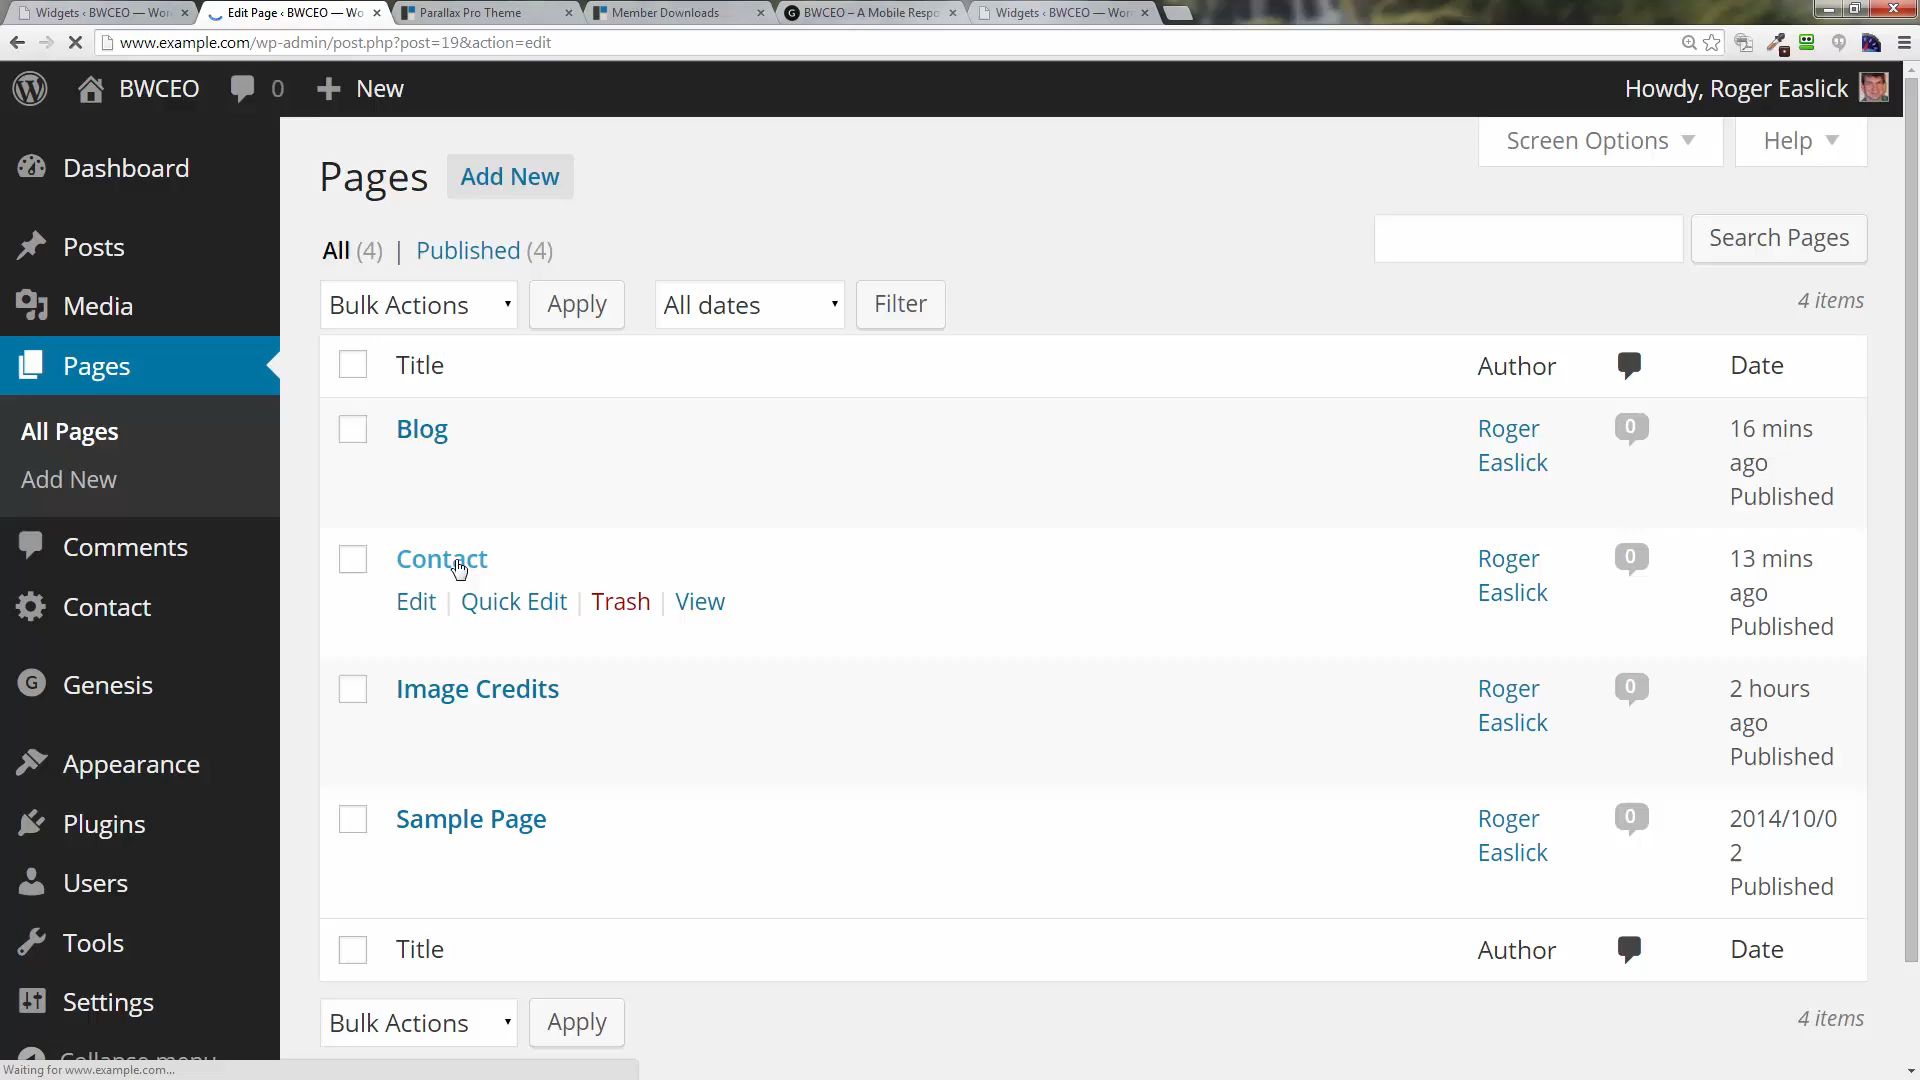 Widgets ‹ BWCEO — Wor
Edit Page ‹ BWCEO — Wo
Parallax Pro Theme
Member Downloads
BWCEO – A Mobile Respo
Widgets ‹ BWCEO — Wor
www.example.com/wp-admin/post.php?post=19&action=edit
BWCEO
0
New
Howdy, Roger Easlick
Screen Options
Help
Dashboard
Posts
Media
Pages
All Pages
Add New
Comments
Contact
Genesis
Appearance
Plugins
Users
Tools
Settings
Collapse menu
Pages
Add New
All (4) | Published (4)
Search Pages
Bulk Actions
Apply
All dates
Filter
4 items
Title
Author
Date
Blog
Roger
Easlick
0
16 mins
ago
Published
Contact
Edit | Quick Edit | Trash | View
Roger
Easlick
0
13 mins
ago
Published
Image Credits
Roger
Easlick
0
2 hours
ago
Published
Sample Page
Roger
Easlick
0
2014/10/0
2
Published
Title
Author
Date
Bulk Actions
Apply
4 items
Waiting for www.example.com...